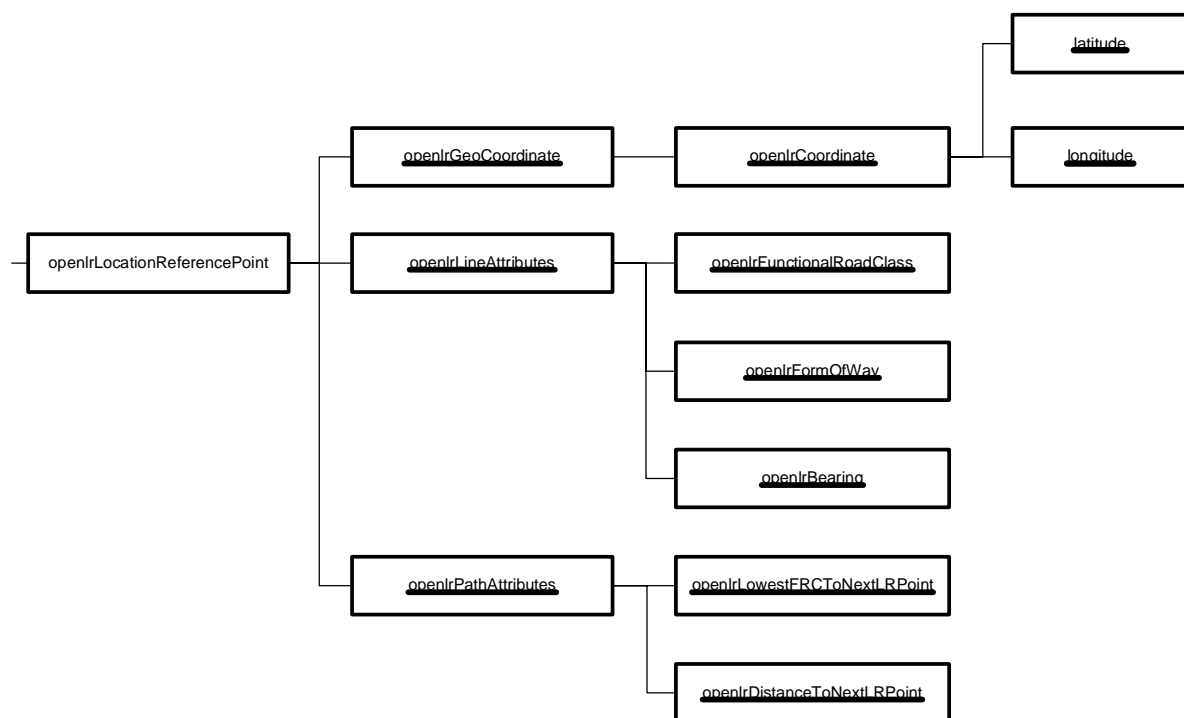 latitude
openlrGeoCoordinate
openlrCoordinate
longitude
openlrLocationReferencePoint
openlrLineAttributes
openlrFunctionalRoadClass
openlrFormOfWay
openlrBearing
openlrPathAttributes
openlrLowestFRCToNextLRPoint
openlrDistanceToNextLRPoint